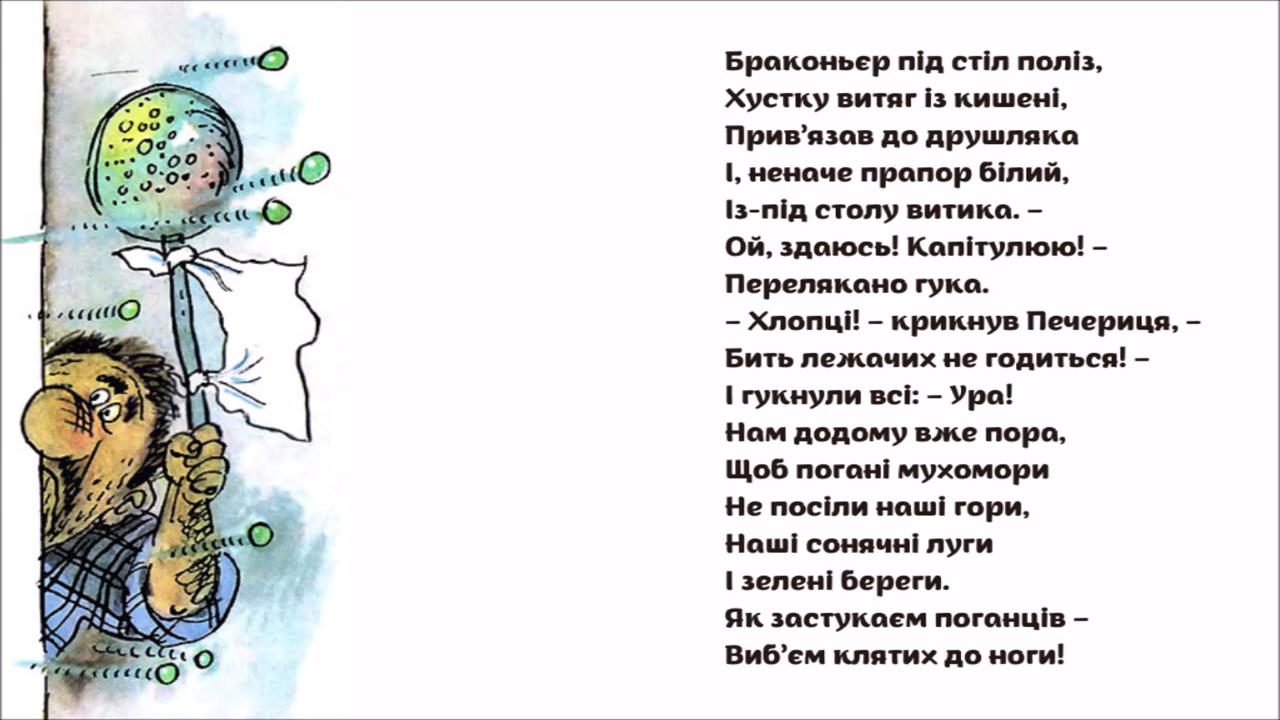 Браконьєр під стіл поліз,
Хустку витяг із кишені,
Прив’язав до друшляка
І, неначе прапор білий,
Із-під столу витика. –
Ой, здаюсь! Капітулюю! –
Перелякано гука.
– Хлопці! – крикнув Печериця, –
Бить лежачих не годиться! –
І гукнули всі: – Ура!
Нам додому вже пора,
Щоб погані мухомори
Не посіли наші гори,
Наші сонячні луги
І зелені береги.
Як застукаєм поганців –
Виб’єм клятих до ноги!